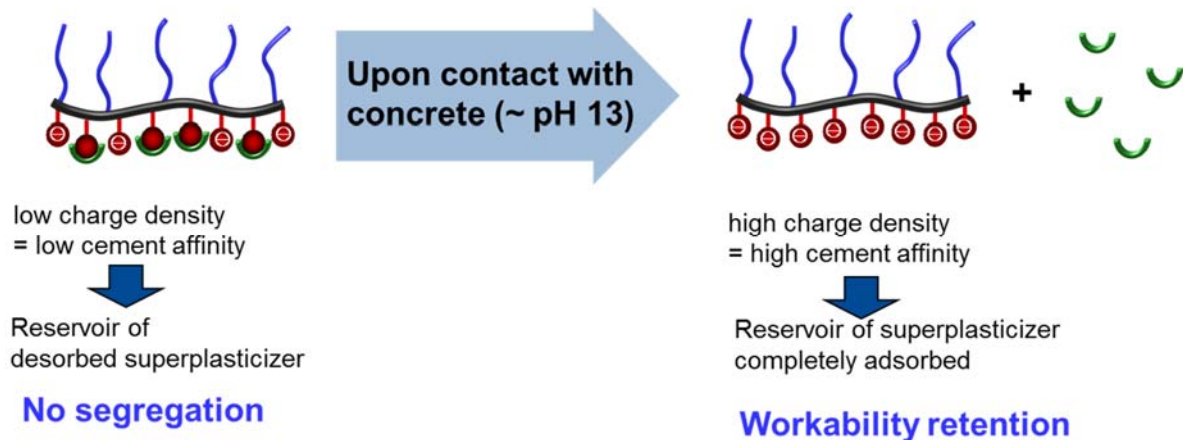 Upon contact with
concrete (~ pH 13)
+
low charge density
= low cement affinity
Reservoir of
desorbed superplasticizer
No segregation
high charge density
= high cement affinity
Reservoir of superplasticizer
completely adsorbed
Workability retention